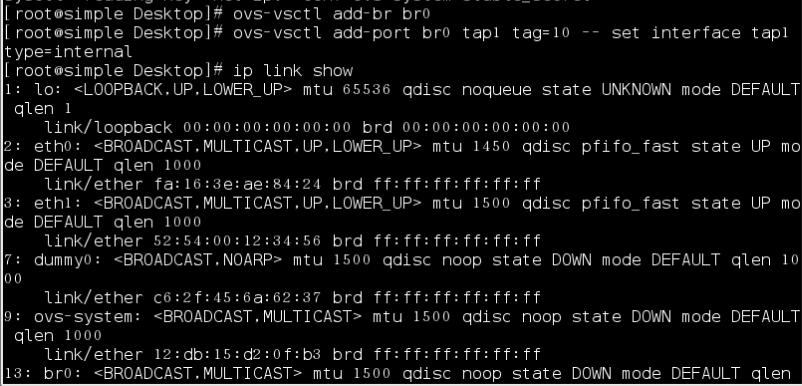 [root@simple Desktop]# ovs-vsctl add-br br0
[root@simple Desktop]# ovs-vsctl add-port br0 tap1 tag=10 -- set interface tap1
type=internal
[root@simple Desktop]# ip link show
1: lo: <LOOPBACK,UP,LOWER_UP> mtu 65536 qdisc noqueue state UNKNOWN mode DEFAULT
 qlen 1
    link/loopback 00:00:00:00:00:00 brd 00:00:00:00:00:00
2: eth0: <BROADCAST,MULTICAST,UP,LOWER_UP> mtu 1450 qdisc pfifo_fast state UP mo
de DEFAULT qlen 1000
    link/ether fa:16:3e:ae:84:24 brd ff:ff:ff:ff:ff:ff
3: eth1: <BROADCAST,MULTICAST,UP,LOWER_UP> mtu 1500 qdisc pfifo_fast state UP mo
de DEFAULT qlen 1000
    link/ether 52:54:00:12:34:56 brd ff:ff:ff:ff:ff:ff
7: dummy0: <BROADCAST,NOARP> mtu 1500 qdisc noop state DOWN mode DEFAULT qlen 10
00
    link/ether c6:2f:45:6a:62:37 brd ff:ff:ff:ff:ff:ff
9: ovs-system: <BROADCAST,MULTICAST> mtu 1500 qdisc noop state DOWN mode DEFAULT
 qlen 1000
    link/ether 12:db:15:d2:0f:b3 brd ff:ff:ff:ff:ff:ff
13: br0: <BROADCAST,MULTICAST> mtu 1500 qdisc noop state DOWN mode DEFAULT qlen